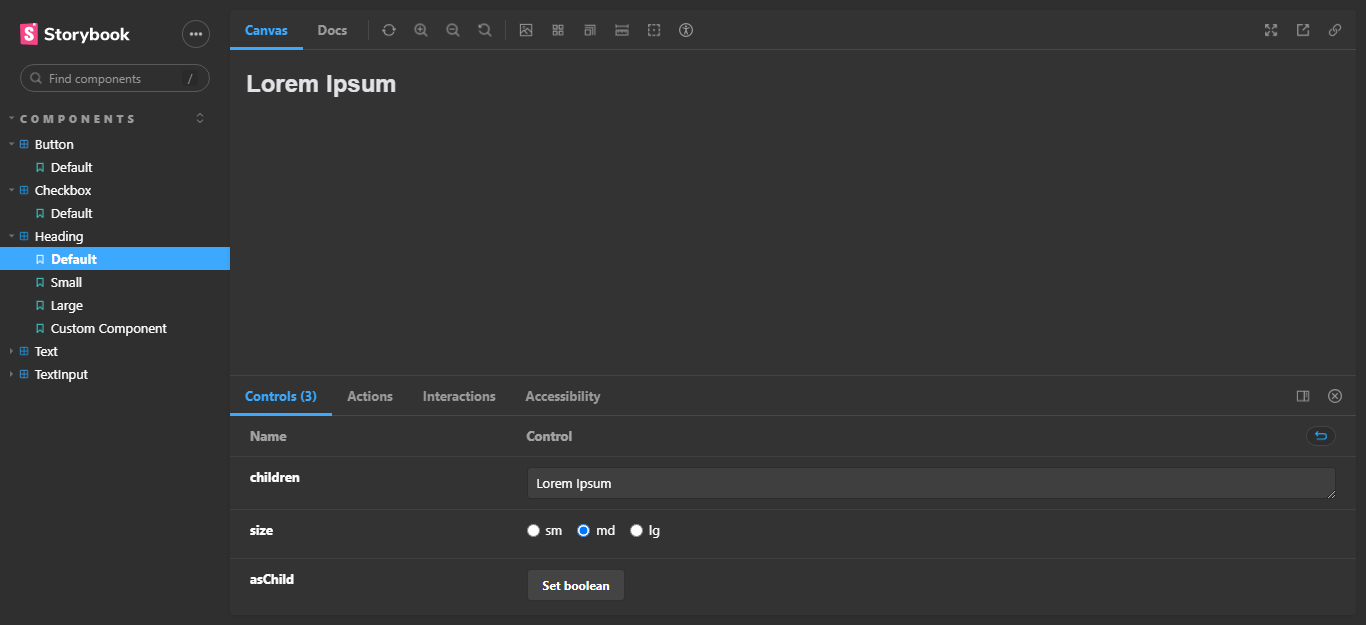 Storybook
Find components /
COMPONENTS
Button
Default
Checkbox
Default
Heading
Default
Small
Large
Custom Component
Text
TextInput
Canvas Docs
Lorem Ipsum
Controls (3) Actions Interactions Accessibility
Name Control
children Lorem Ipsum
size sm md lg
asChild Set boolean